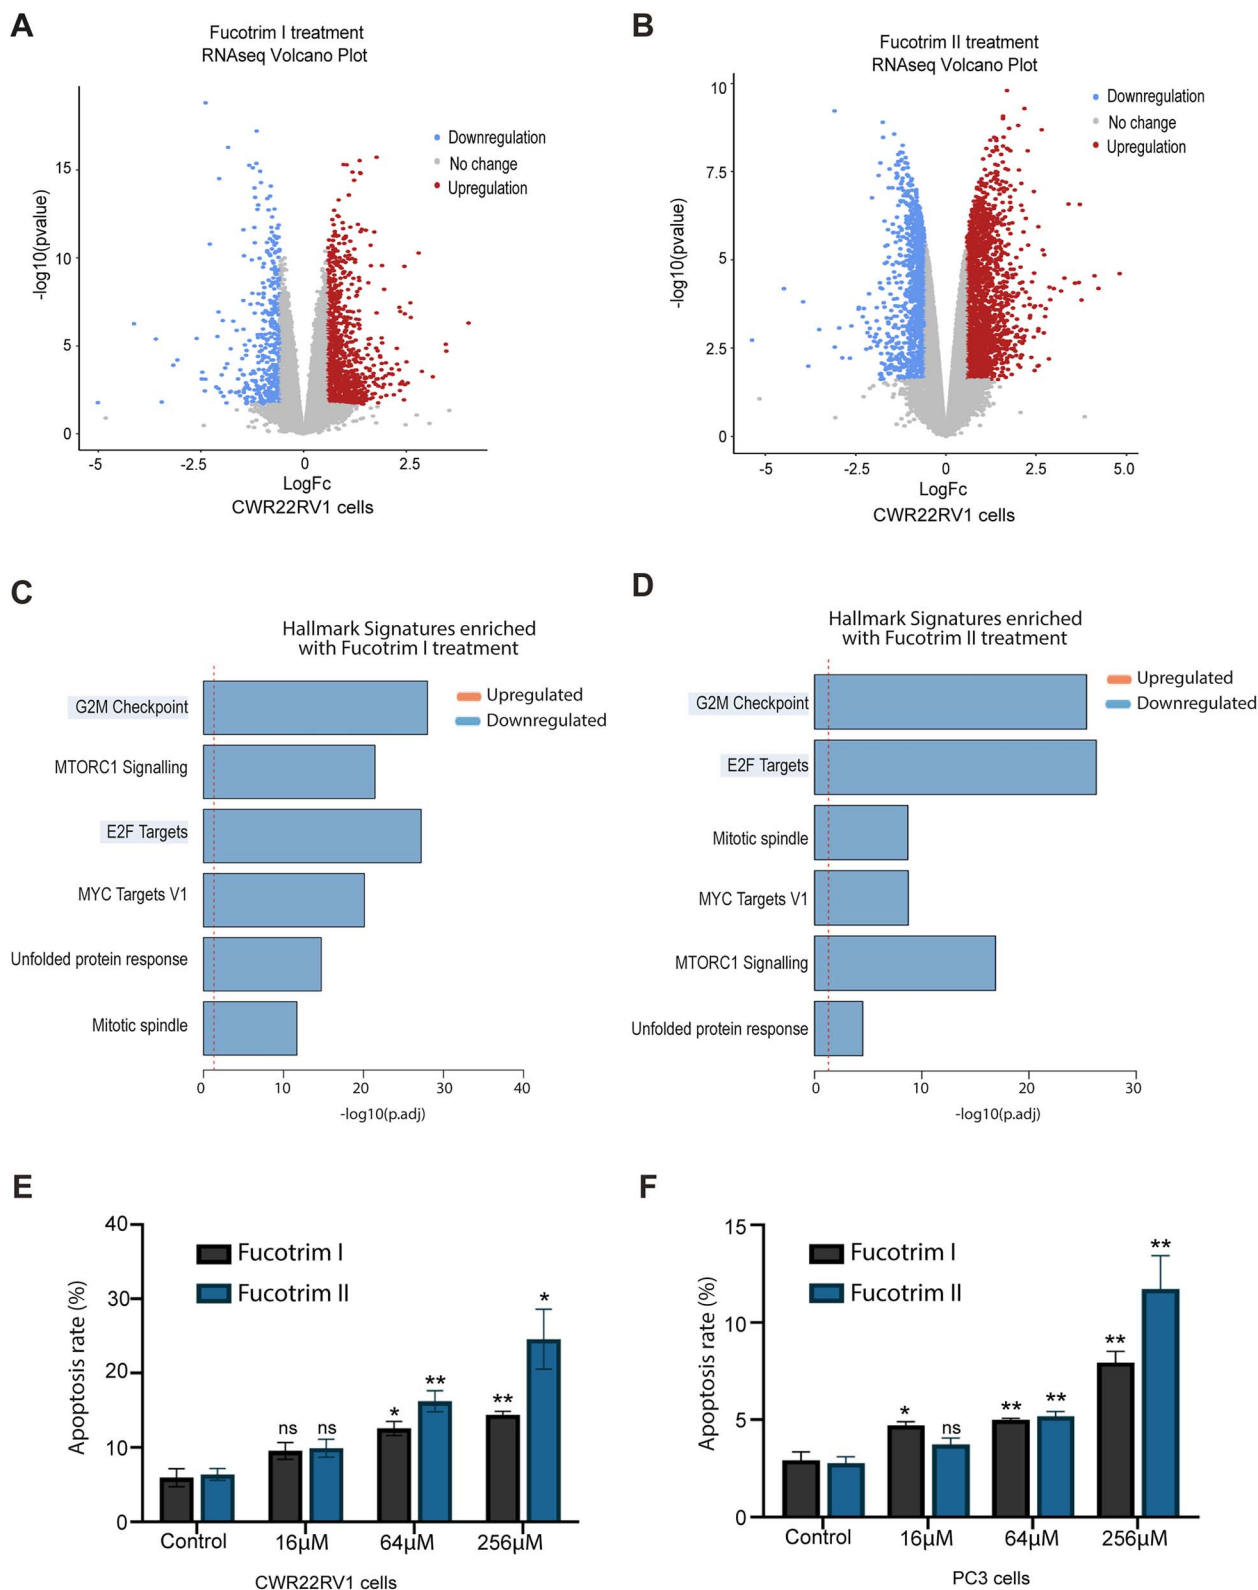 A
Fucotrim I treatment
RNAseq Volcano Plot
Downregulation
No change
Upregulation
-log10(pvalue)
15
10
5
0
-5
-2.5
0
2.5
LogFc
CWR22RV1 cells
B
Fucotrim II treatment
RNAseq Volcano Plot
Downregulation
No change
Upregulation
-log10(pvalue)
10
7.5
5
2.5
0
-5
-2.5
0
2.5
5.0
LogFc
CWR22RV1 cells
C
Hallmark Signatures enriched
with Fucotrim I treatment
Upregulated
Downregulated
G2M Checkpoint
MTORC1 Signalling
E2F Targets
MYC Targets V1
Unfolded protein response
Mitotic spindle
0
10
20
30
40
-log10(p.adj)
D
Hallmark Signatures enriched
with Fucotrim II treatment
Upregulated
Downregulated
G2M Checkpoint
E2F Targets
Mitotic spindle
MYC Targets V1
MTORC1 Signalling
Unfolded protein response
0
10
20
30
-log10(p.adj)
E
Fucotrim I
Fucotrim II
Apoptosis rate (%)
40
30
20
10
0
ns
ns
*
**
**
*
Control
16µM
64µM
256µM
CWR22RV1 cells
F
Fucotrim I
Fucotrim II
Apoptosis rate (%)
15
10
5
0
*
ns
**
**
**
**
Control
16µM
64µM
256µM
PC3 cells